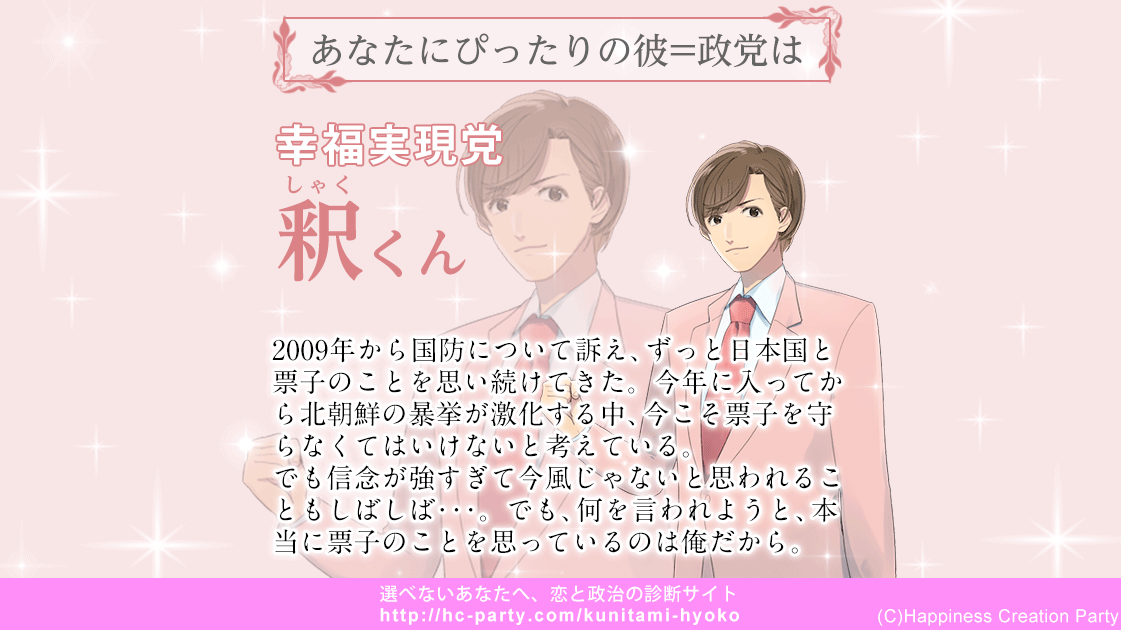 あなたにぴったりの彼=政党は
幸福実現党
しゃく
釈くん
2009年から国防について訴え、ずっと日本国と
票子のことを思い続けてきた。今年に入ってか
ら北朝鮮の暴挙が激化する中、今こそ票子を守
らなくてはいけないと考えている。
でも信念が強すぎて今風じゃないと思われるこ
ともしばしば･･･。でも、何を言われようと、本
当に票子のことを思っているのは俺だから。
選べないあなたへ、恋と政治の診断サイト
http://hc-party.com/kunitami-hyoko
(C)Happiness Creation Party